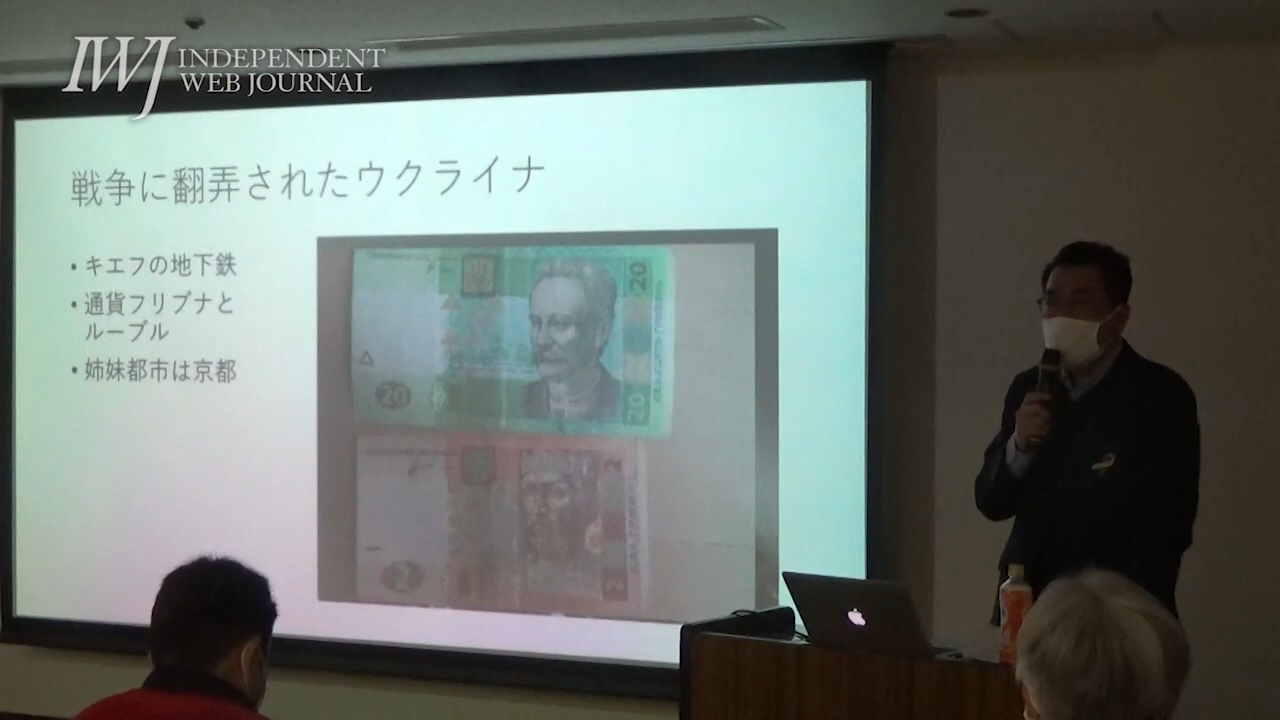 IWJ INDEPENDENT
WEB JOURNAL
戦争に翻弄されたウクライナ
• キエフの地下鉄
• 通貨フリブナと
ルーブル
• 姉妹都市は京都
20
20
20
2
2
2